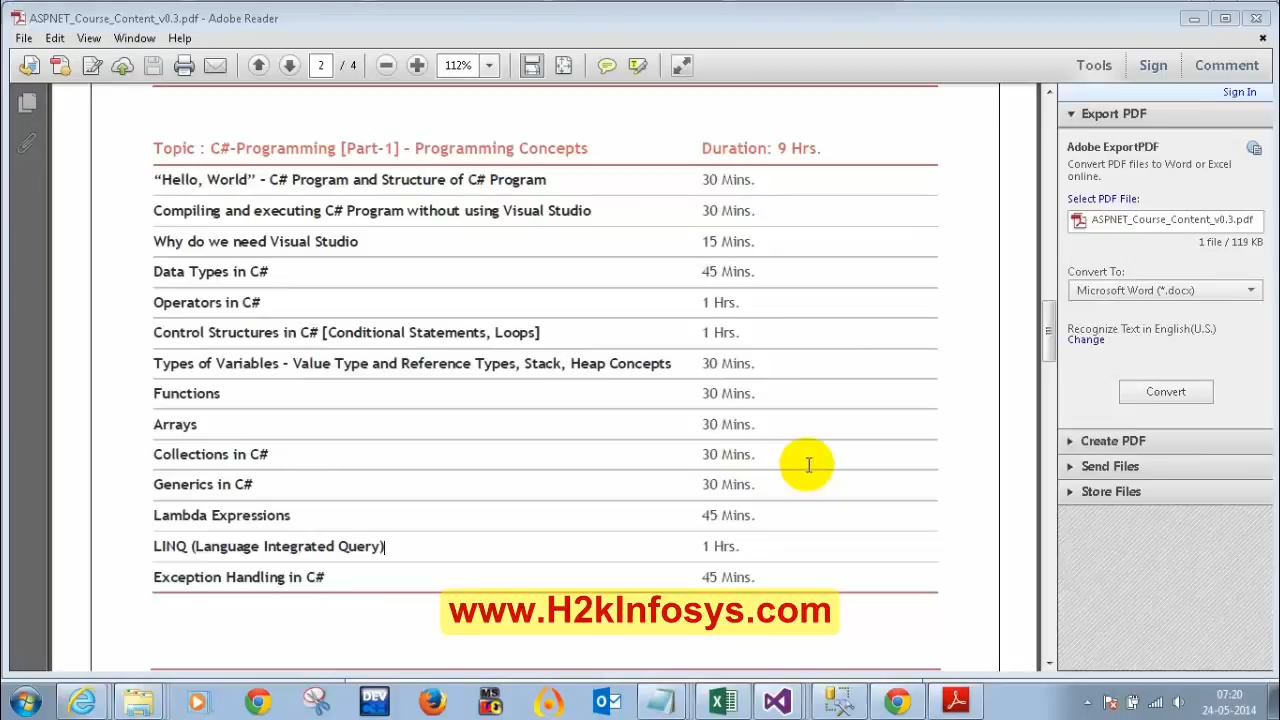 ASPNET_Course_Content_v0.3.pdf - Adobe Reader
File Edit View Window Help
2 / 4 112% Tools Sign Comment
Sign In
Export PDF
Adobe ExportPDF
Convert PDF files to Word or Excel
online.
Select PDF File:
ASPNET_Course_Content_v0.3.pdf
1 file / 119 KB
Convert To:
Microsoft Word (*.docx)
Recognize Text in English(U.S.)
Change
Convert
Create PDF
Send Files
Store Files
Topic : C#-Programming [Part-1] - Programming Concepts Duration: 9 Hrs.
“Hello, World” - C# Program and Structure of C# Program 30 Mins.
Compiling and executing C# Program without using Visual Studio 30 Mins.
Why do we need Visual Studio 15 Mins.
Data Types in C# 45 Mins.
Operators in C# 1 Hrs.
Control Structures in C# [Conditional Statements, Loops] 1 Hrs.
Types of Variables - Value Type and Reference Types, Stack, Heap Concepts 30 Mins.
Functions 30 Mins.
Arrays 30 Mins.
Collections in C# 30 Mins.
Generics in C# 30 Mins.
Lambda Expressions 45 Mins.
LINQ (Language Integrated Query) 1 Hrs.
Exception Handling in C# 45 Mins.
www.H2kInfosys.com
DEV
MS
07:20
24-05-2014